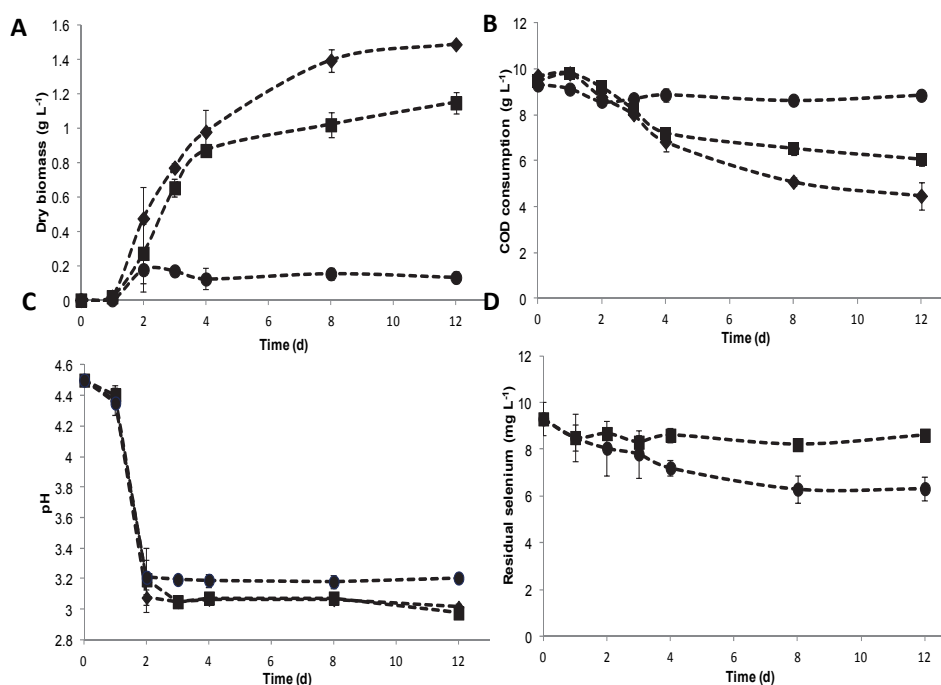 A
Dry biomass (g L⁻¹)
1.6
1.4
1.2
1
0.8
0.6
0.4
0.2
0
0 2 4 6 8 10 12
Time (d)
B
COD consumption (g L⁻¹)
12
10
8
6
4
2
0
0 2 4 6 8 10 12
Time (d)
C
pH
4.4
4.2
4
3.8
3.6
3.4
3.2
3
2.8
0 2 4 6 8 10 12
Time (d)
D
Residual selenium (mg L⁻¹)
12
10
8
6
4
2
0
0 2 4 6 8 10 12
Time (d)